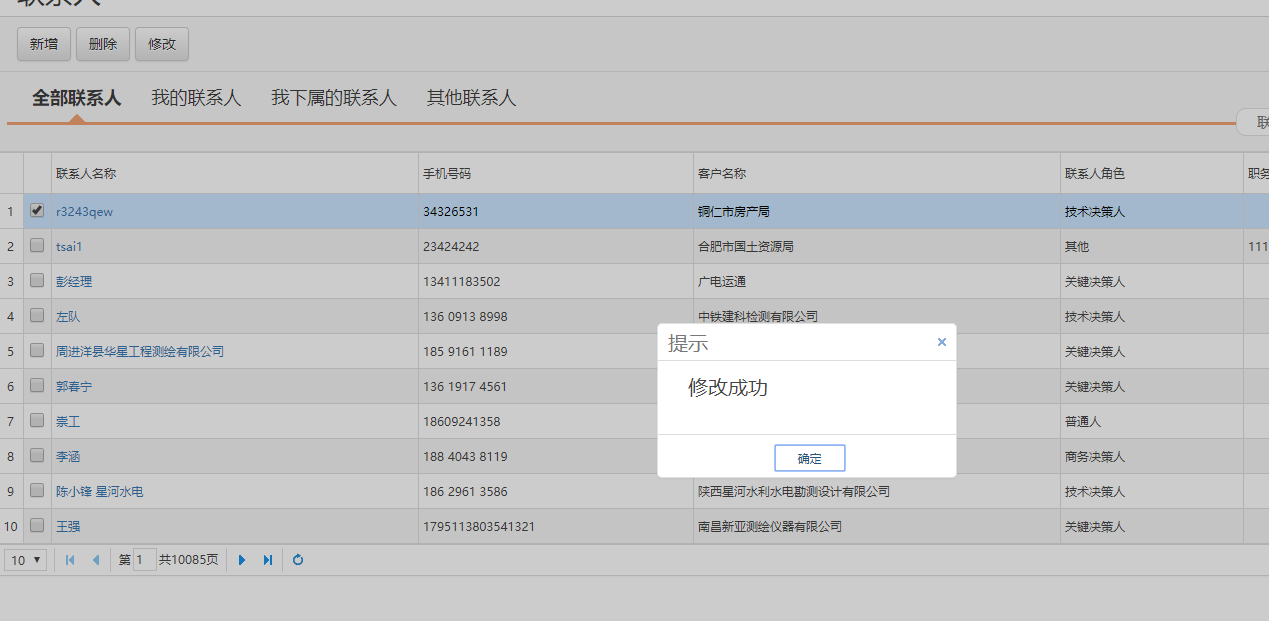 联系人
新增 删除 修改
全部联系人 我的联系人 我下属的联系人 其他联系人
联
联系人名称 手机号码 客户名称 联系人角色 职务
1 r3243qew 34326531 铜仁市房产局 技术决策人
2 tsai1 23424242 合肥市国土资源局 其他 111
3 彭经理 13411183502 广电运通 关键决策人
4 左队 136 0913 8998 中铁建科检测有限公司 技术决策人
5 周进洋县华星工程测绘有限公司 185 9161 1189 关键决策人
6 郭春宁 136 1917 4561 关键决策人
7 崇工 18609241358 普通人
8 李涵 188 4043 8119 商务决策人
9 陈小锋 星河水电 186 2961 3586 陕西星河水利水电勘测设计有限公司 技术决策人
10 王强 1795113803541321 南昌新亚测绘仪器有限公司 关键决策人
提示 ×
修改成功
确定
10 第 1 共10085页